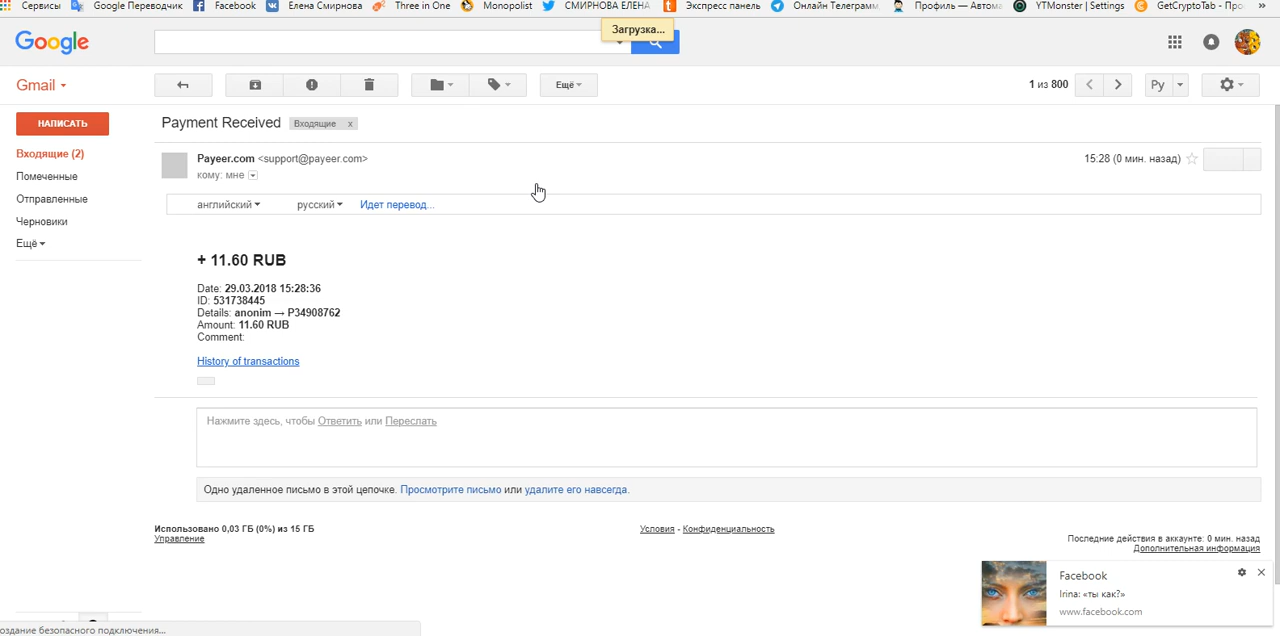 Сервисы Google Переводчик Facebook Елена Смирнова Three in One Monopolist СМИРНОВА ЕЛЕНА Экспресс панель Онлайн Телеграмм Профиль — Автома YTMonster | Settings GetCryptoTab - Про »
Загрузка...
Google
Gmail
Ещё
1 из 800
Ру
НАПИСАТЬ
Payment Received Входящие x
Входящие (2)
Помеченные
Отправленные
Черновики
Ещё
Payeer.com <support@payeer.com>
15:28 (0 мин. назад)
кому: мне
английский русский Идет перевод...
+ 11.60 RUB
Date: 29.03.2018 15:28:36
ID: 531738445
Details: anonim → P34908762
Amount: 11.60 RUB
Comment:
History of transactions
Нажмите здесь, чтобы Ответить или Переслать
Одно удаленное письмо в этой цепочке. Просмотрите письмо или удалите его навсегда.
Использовано 0,03 ГБ (0%) из 15 ГБ
Управление
Условия - Конфиденциальность
Последние действия в аккаунте: 0 мин. назад
Дополнительная информация
Facebook
Irina: «ты как?»
www.facebook.com
оздание безопасного подключения...